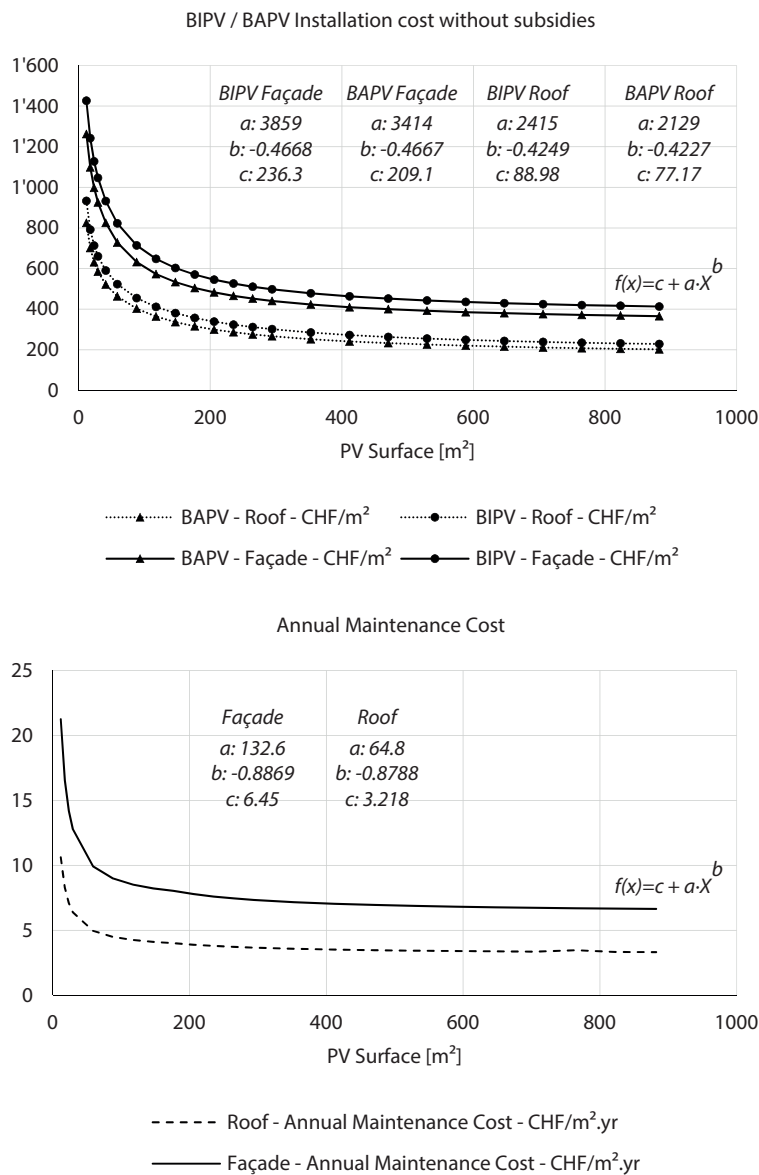 BIPV / BAPV Installation cost without subsidies
1'600
1'400
1'200
1'000
800
600
400
200
0
BIPV Façade BAPV Façade BIPV Roof BAPV Roof
a: 3859 a: 3414 a: 2415 a: 2129
b: -0.4668 b: -0.4667 b: -0.4249 b: -0.4227
c: 236.3 c: 209.1 c: 88.98 c: 77.17
f(x)=c + a·X^b
0 200 400 600 800 1000
PV Surface [m²]
BAPV - Roof - CHF/m² BIPV - Roof - CHF/m²
BAPV - Façade - CHF/m² BIPV - Façade - CHF/m²
Annual Maintenance Cost
25
20
15
10
5
0
Façade Roof
a: 132.6 a: 64.8
b: -0.8869 b: -0.8788
c: 6.45 c: 3.218
f(x)=c + a·X^b
0 200 400 600 800 1000
PV Surface [m²]
Roof - Annual Maintenance Cost - CHF/m².yr
Façade - Annual Maintenance Cost - CHF/m².yr